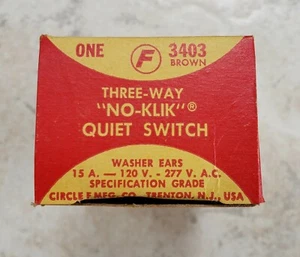 ONE F 3403
BROWN
THREE-WAY
"NO-KLIK"®
QUIET SWITCH
WASHER EARS
15 A. — 120 V. - 277 V. A.C.
SPECIFICATION GRADE
CIRCLE F MFG. CO. TRENTON, N.J., USA